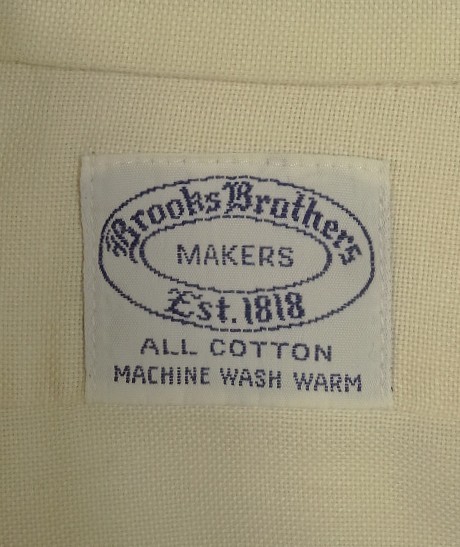 Brooks Brothers
MAKERS
Est. 1818
ALL COTTON
MACHINE WASH WARM